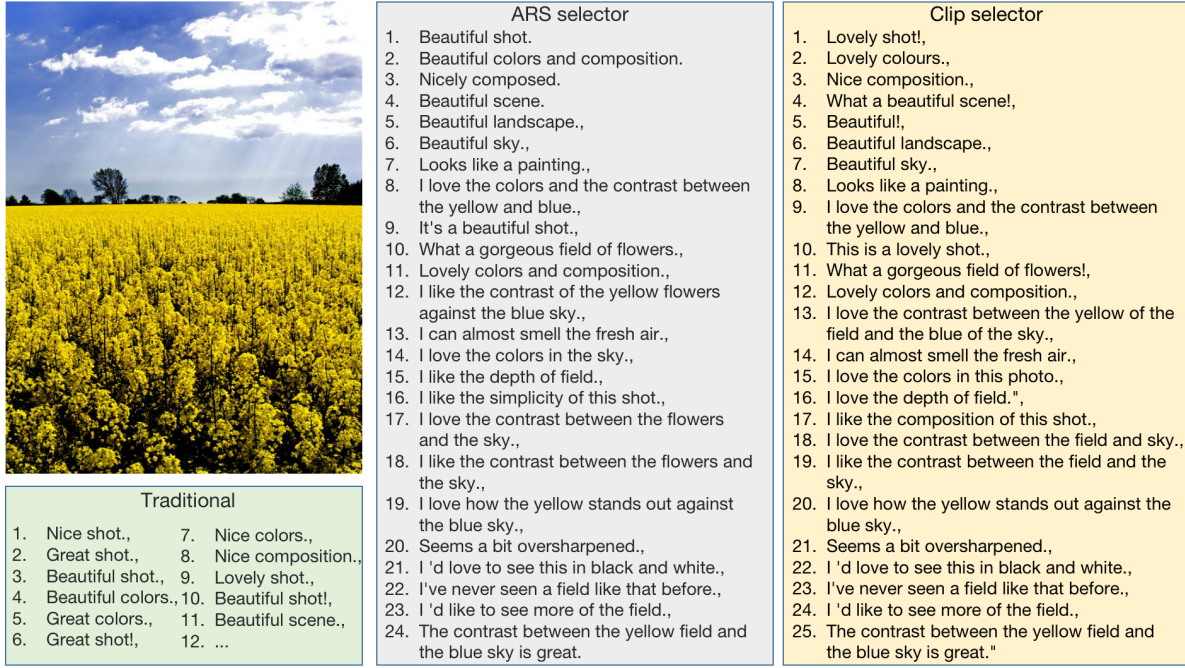 Traditional
1. Nice shot.,
2. Great shot.,
3. Beautiful shot.,
4. Beautiful colors.,
5. Great colors.,
6. Great shot!,
7. Nice colors.,
8. Nice composition.,
9. Lovely shot.,
10. Beautiful shot!,
11. Beautiful scene.,
12. ...
ARS selector
1. Beautiful shot.
2. Beautiful colors and composition.
3. Nicely composed.
4. Beautiful scene.
5. Beautiful landscape.,
6. Beautiful sky.,
7. Looks like a painting.,
8. I love the colors and the contrast between
the yellow and blue.,
9. It's a beautiful shot.,
10. What a gorgeous field of flowers.,
11. Lovely colors and composition.,
12. I like the contrast of the yellow flowers
against the blue sky.,
13. I can almost smell the fresh air.,
14. I love the colors in the sky.,
15. I like the depth of field.,
16. I like the simplicity of this shot.,
17. I love the contrast between the flowers
and the sky.,
18. I like the contrast between the flowers and
the sky.,
19. I love how the yellow stands out against
the blue sky.,
20. Seems a bit oversharpened.,
21. I 'd love to see this in black and white.,
22. I've never seen a field like that before.,
23. I 'd like to see more of the field.,
24. The contrast between the yellow field and
the blue sky is great.
Clip selector
1. Lovely shot!,
2. Lovely colours.,
3. Nice composition.,
4. What a beautiful scene!,
5. Beautiful!,
6. Beautiful landscape.,
7. Beautiful sky.,
8. Looks like a painting.,
9. I love the colors and the contrast between
the yellow and blue.,
10. This is a lovely shot.,
11. What a gorgeous field of flowers!,
12. Lovely colors and composition.,
13. I love the contrast between the yellow of the
field and the blue of the sky.,
14. I can almost smell the fresh air.,
15. I love the colors in this photo.,
16. I love the depth of field.",
17. I like the composition of this shot.,
18. I love the contrast between the field and sky.,
19. I like the contrast between the field and the
sky.,
20. I love how the yellow stands out against the
blue sky.,
21. Seems a bit oversharpened.,
22. I 'd love to see this in black and white.,
23. I've never seen a field like that before.,
24. I 'd like to see more of the field.,
25. The contrast between the yellow field and
the blue sky is great."